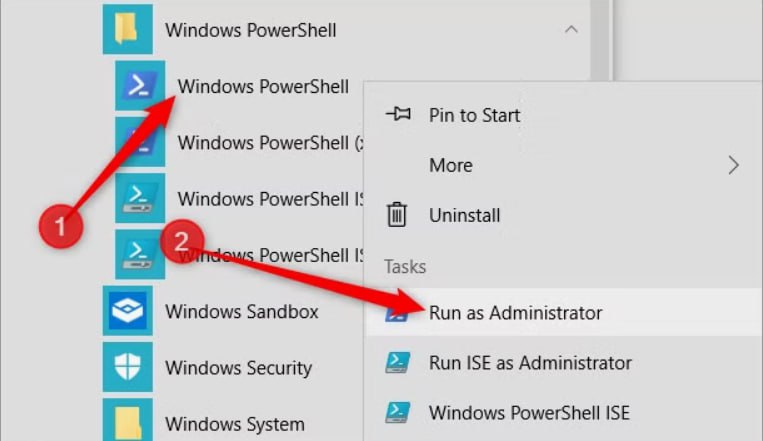 Windows PowerShell
Windows PowerShell
Windows PowerShell (
Windows PowerShell IS
Windows PowerShell IS
Windows Sandbox
Windows Security
Windows System
Pin to Start
More
Uninstall
Tasks
Run as Administrator
Run ISE as Administrator
Windows PowerShell ISE
1
2